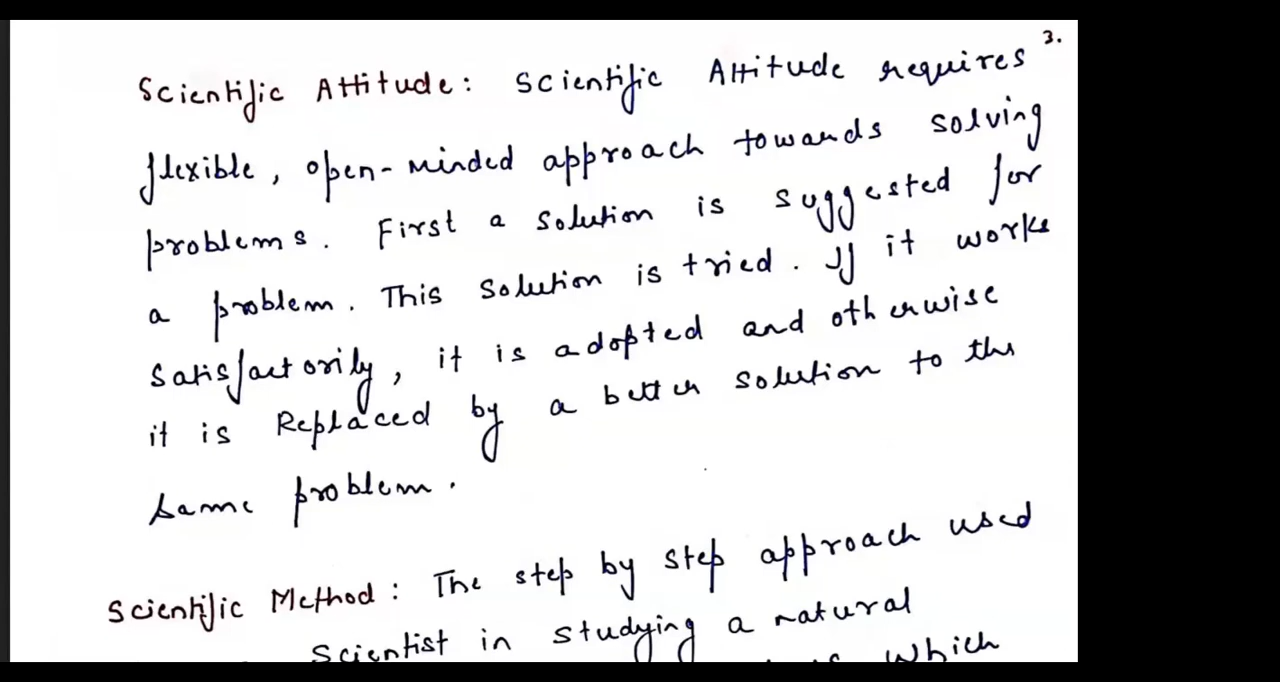 3.
Scientific Attitude: Scientific Attitude requires
flexible, open-minded approach towards solving
problems. First a solution is suggested for
a problem. This solution is tried. If it works
satisfactorily, it is adopted and otherwise
it is Replaced by a better solution to the
same problem.
Scientific Method: The step by step approach used
Scientist in studying a natural
which